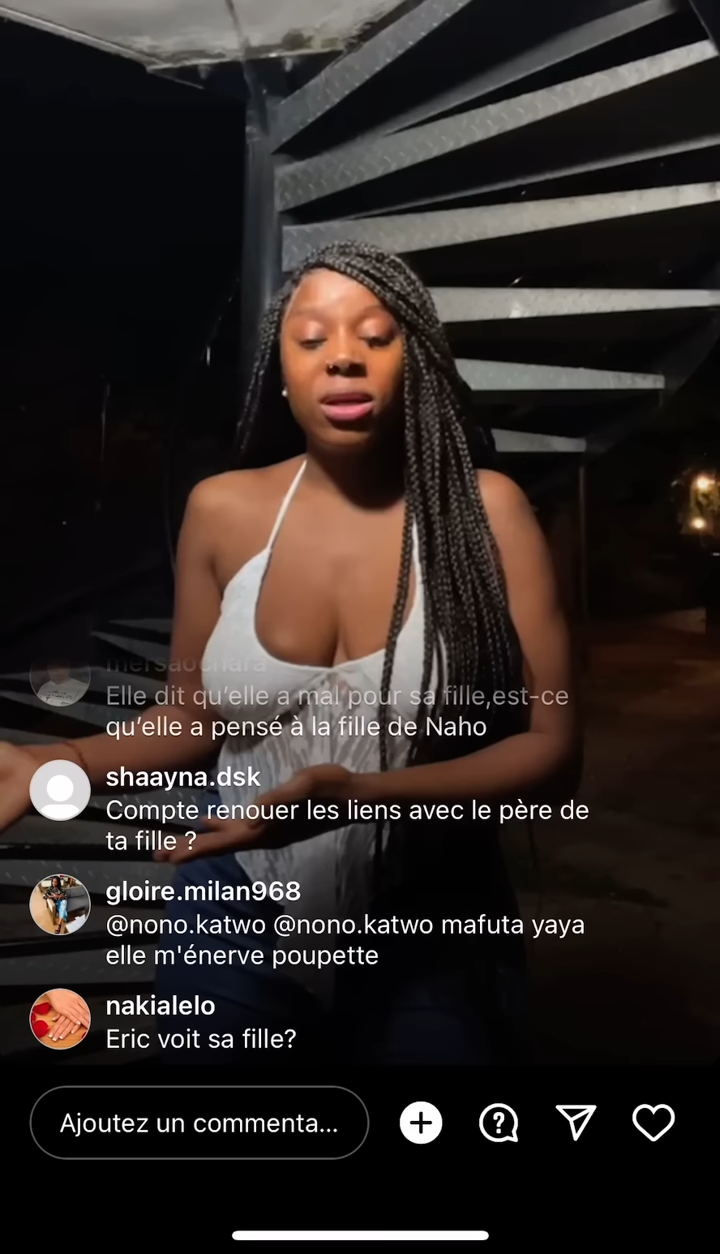 mersaochara
Elle dit qu’elle a mal pour sa fille,est-ce
qu’elle a pensé à la fille de Naho
shaayna.dsk
Compte renouer les liens avec le père de
ta fille ?
gloire.milan968
@nono.katwo @nono.katwo mafuta yaya
elle m'énerve poupette
nakialelo
Eric voit sa fille?
Ajoutez un commenta...